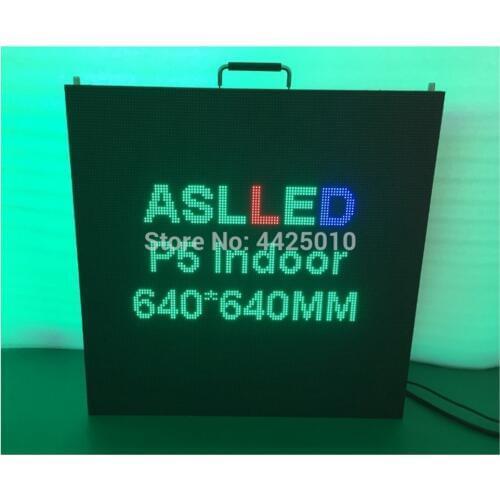 ASLLED
Store No: 4425010
P5 Indoor
640*640MM